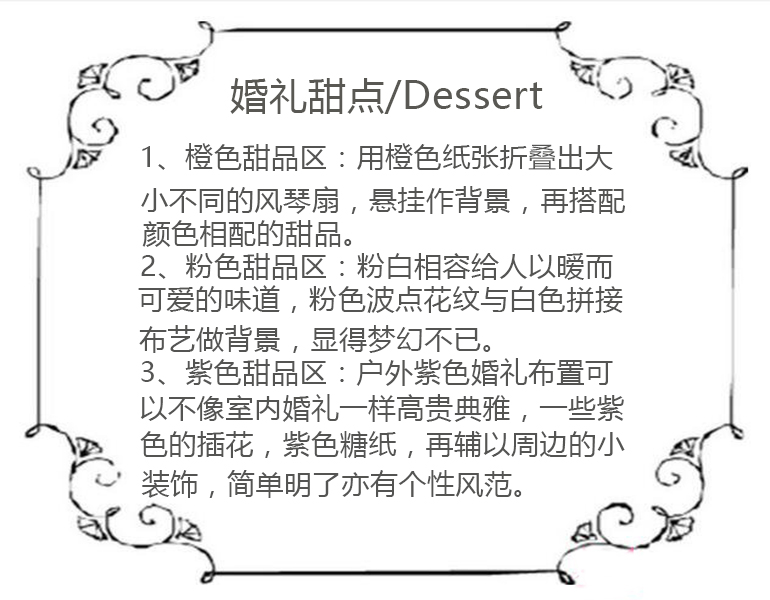 婚礼甜点/Dessert
1、橙色甜品区：用橙色纸张折叠出大
小不同的风琴扇，悬挂作背景，再搭配
颜色相配的甜品。
2、粉色甜品区：粉白相容给人以暖而
可爱的味道，粉色波点花纹与白色拼接
布艺做背景，显得梦幻不已。
3、紫色甜品区：户外紫色婚礼布置可
以不像室内婚礼一样高贵典雅，一些紫
色的插花，紫色糖纸，再辅以周边的小
装饰，简单明了亦有个性风范。